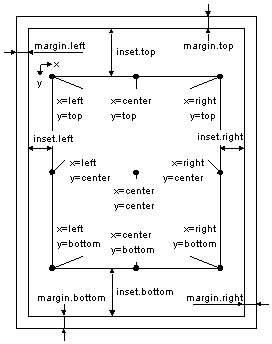 margin.left
inset.top
margin.top
x
y
x=left
y=top
x=center
y=top
x=right
y=top
inset.left
inset.right
x=left
y=center
x=center
y=center
x=right
y=center
x=left
y=bottom
x=center
y=bottom
x=right
y=bottom
margin.bottom
inset.bottom
margin.right